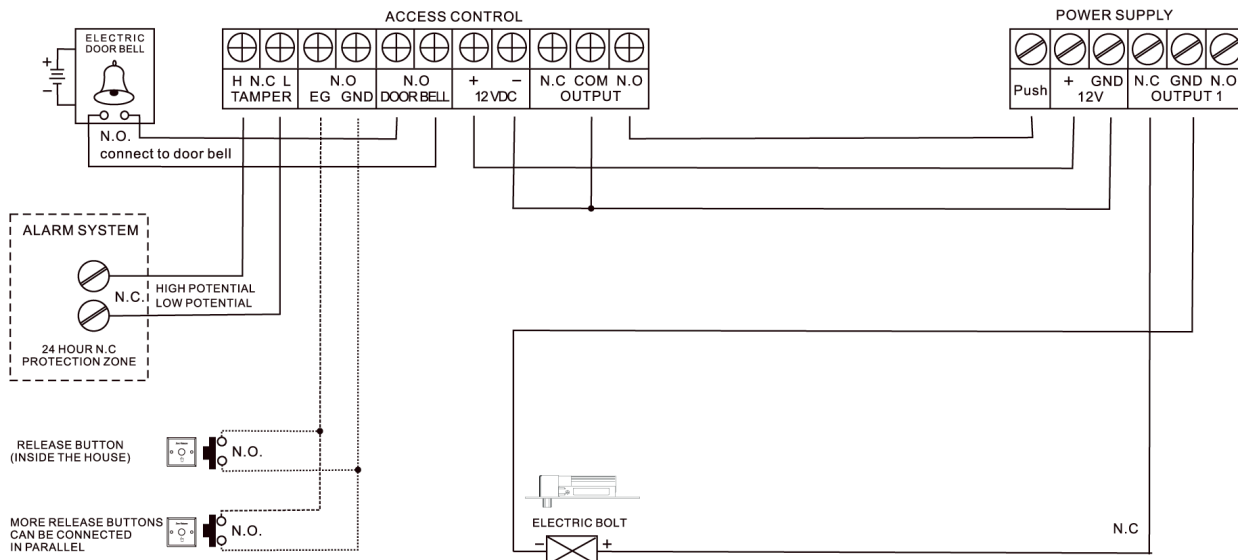 ACCESS CONTROL
POWER SUPPLY
ELECTRIC
DOOR BELL
+
−
H N.C L
TAMPER
N.O
EG GND
N.O
DOOR BELL
+ −
12 VDC
N.C COM N.O
OUTPUT
Push
+ GND
12V
N.C GND N.O
OUTPUT 1
N.O.
connect to door bell
ALARM SYSTEM
N.C.
HIGH POTENTIAL
LOW POTENTIAL
24 HOUR N.C
PROTECTION ZONE
RELEASE BUTTON
(INSIDE THE HOUSE)
N.O.
MORE RELEASE BUTTONS
CAN BE CONNECTED
IN PARALLEL
N.O.
ELECTRIC BOLT
− +
N.C